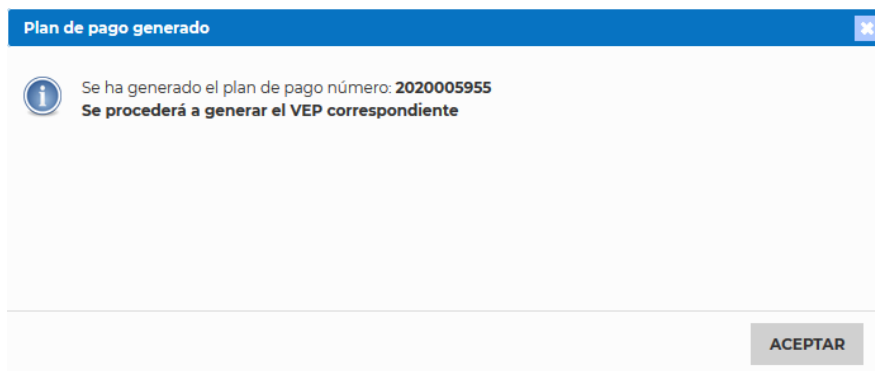 Plan de pago generado
Se ha generado el plan de pago número: 2020005955
Se procederá a generar el VEP correspondiente
ACEPTAR